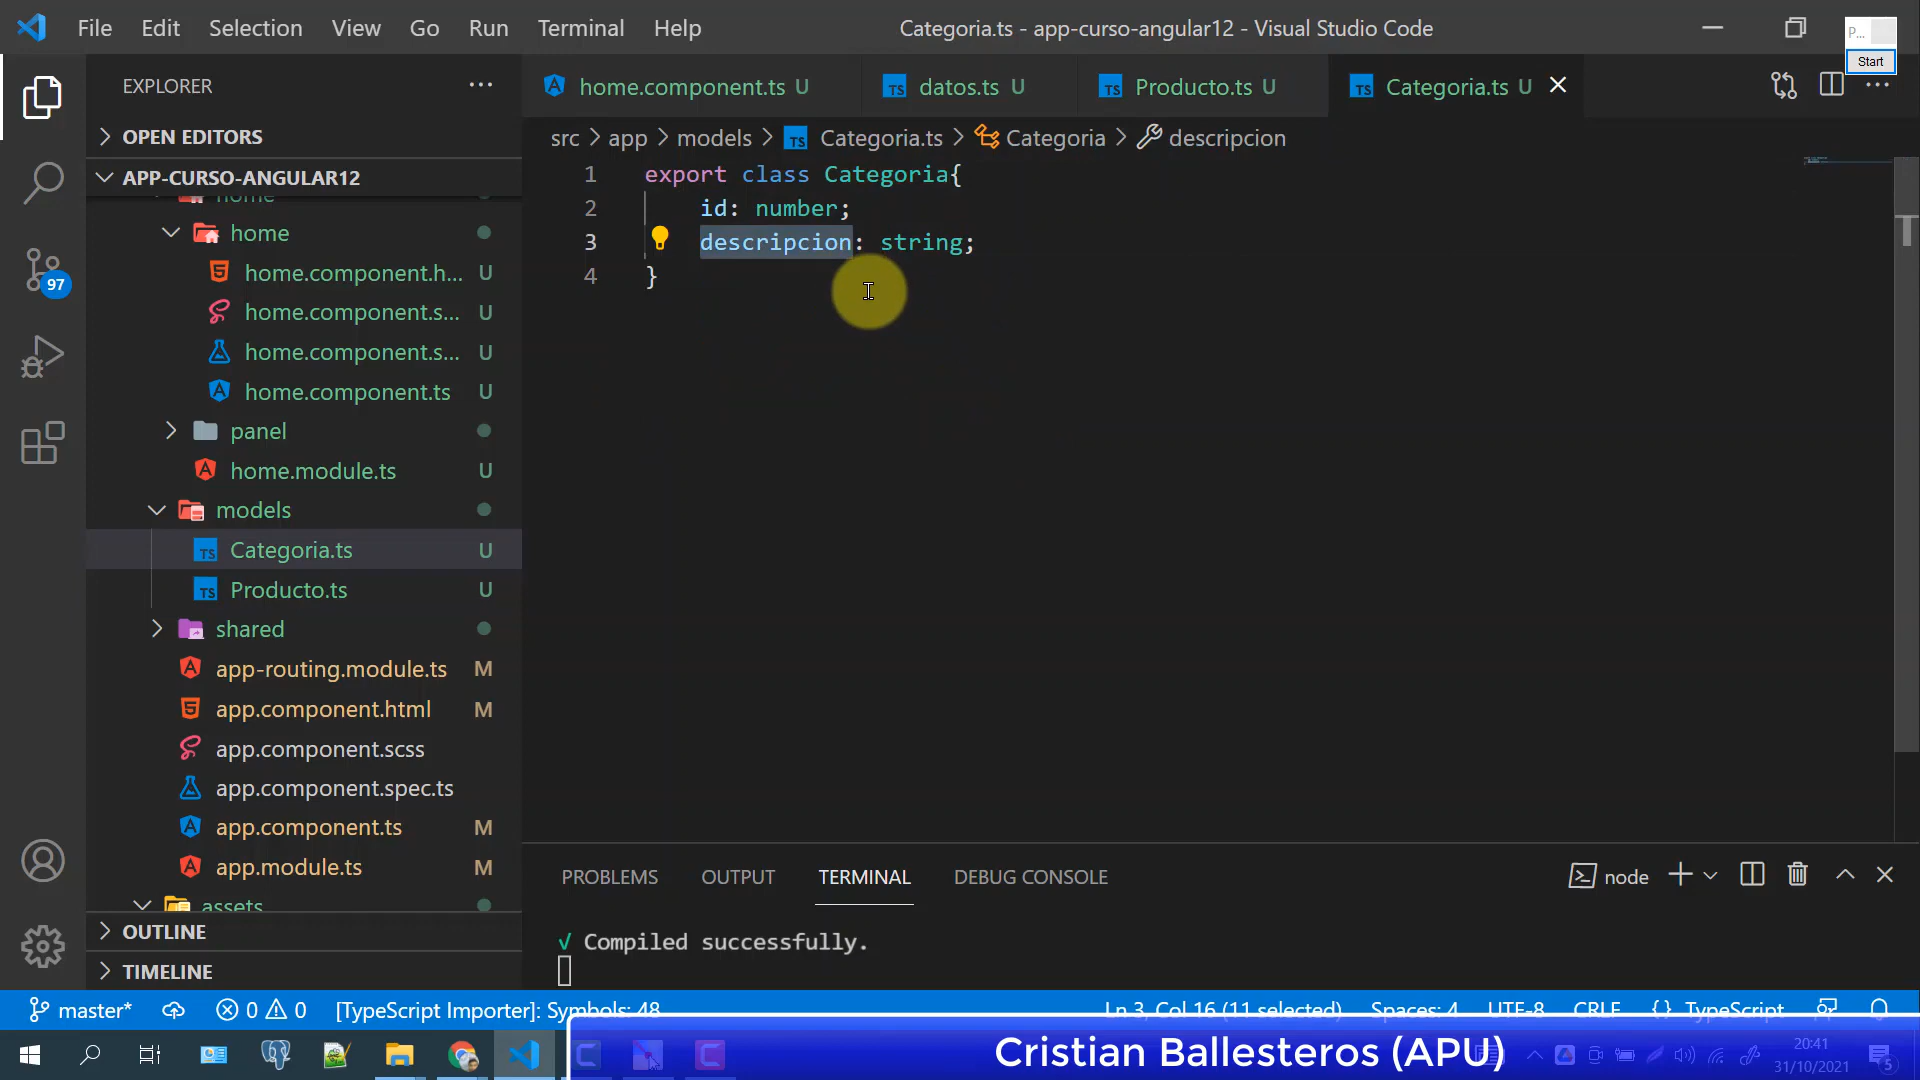 File Edit Selection View Go Run Terminal Help
Categoria.ts - app-curso-angular12 - Visual Studio Code
P...
Start
EXPLORER
OPEN EDITORS
APP-CURSO-ANGULAR12
home
home
home.component.h... U
home.component.s... U
home.component.s... U
home.component.ts U
panel
home.module.ts U
models
Categoria.ts U
Producto.ts U
shared
app-routing.module.ts M
app.component.html M
app.component.scss
app.component.spec.ts
app.component.ts M
app.module.ts M
assets
OUTLINE
TIMELINE
97
home.component.ts U
TS datos.ts U
TS Producto.ts U
TS Categoria.ts U
src > app > models > TS Categoria.ts > Categoria > descripcion
1 export class Categoria{
2 id: number;
3 descripcion: string;
4 }
PROBLEMS OUTPUT TERMINAL DEBUG CONSOLE
node
√ Compiled successfully.
master* 0 0 [TypeScript Importer]: Symbols: 48
Ln 3, Col 16 (11 selected) Spaces: 4 UTF-8 CRLF {} TypeScript
Cristian Ballesteros (APU)
20:41
31/10/2021
5